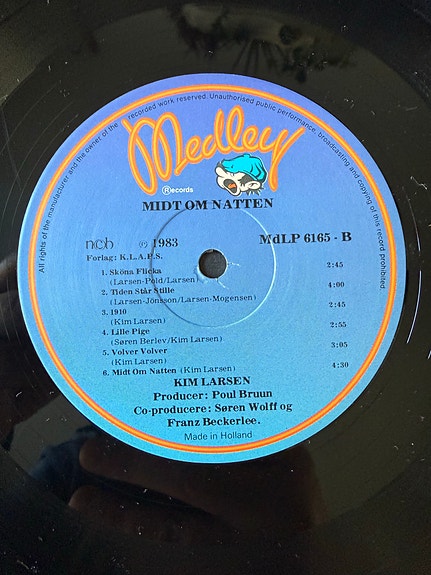 All rights of the manufacturer and the owner of the recorded work reserved. Unauthorised public performance, broadcasting and copying of this record prohibited.
Medley
Records
MIDT OM NATTEN
ncb ℗ 1983 MdLP 6165 - B
Forlag: K.L.A.P.S.
1. Sköna Flicka 2:45
(Larsen-Pold/Larsen)
2. Tiden Står Stille 4:00
(Larsen-Jönsson/Larsen-Mogensen)
3. 1910 2:45
(Kim Larsen)
4. Lille Pige 2:55
(Søren Berlev/Kim Larsen)
5. Volver Volver 3:05
(Kim Larsen)
6. Midt Om Natten (Kim Larsen) 4:30
KIM LARSEN
Producer: Poul Bruun
Co-producere: Søren Wolff og
Franz Beckerlee.
Made in Holland